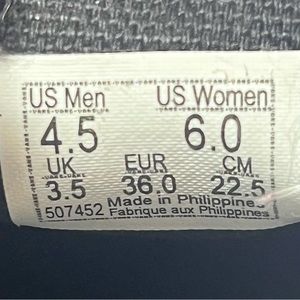 US Men US Women
4.5 6.0
UK EUR CM
3.5 36.0 22.5
507452 Made in Philippines
Fabrique aux Philippines